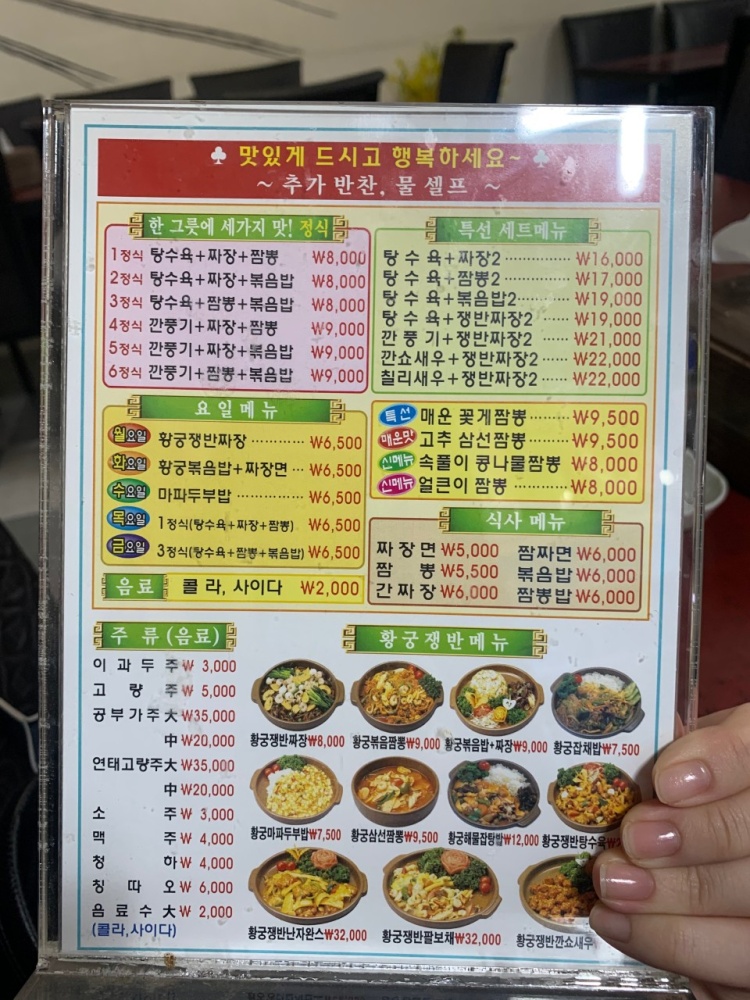 ♣ 맛있게 드시고 행복하세요~ ♣
~ 추가 반찬, 물 셀프 ~
한 그릇에 세가지 맛! 정식
1정식 탕수육+짜장+짬뽕 ₩8,000
2정식 탕수육+짜장+볶음밥 ₩8,000
3정식 탕수육+짬뽕+볶음밥 ₩8,000
4정식 깐풍기+짜장+짬뽕 ₩9,000
5정식 깐풍기+짜장+볶음밥 ₩9,000
6정식 깐풍기+짬뽕+볶음밥 ₩9,000
특선 세트메뉴
탕 수 육+짜장2 ₩16,000
탕 수 육+짬뽕2 ₩17,000
탕 수 육+볶음밥2 ₩19,000
탕 수 육+쟁반짜장2 ₩19,000
깐 풍 기+쟁반짜장2 ₩21,000
깐쇼새우+쟁반짜장2 ₩22,000
칠리새우+쟁반짜장2 ₩22,000
요일메뉴
월요일 황궁쟁반짜장 ₩6,500
화요일 황궁볶음밥+짜장면 ₩6,500
수요일 마파두부밥 ₩6,500
목요일 1정식(탕수육+짜장+짬뽕) ₩6,500
금요일 3정식(탕수육+짬뽕+볶음밥) ₩6,500
음료 콜 라, 사이다 ₩2,000
특선 매운 꽃게짬뽕 ₩9,500
매운맛 고추 삼선짬뽕 ₩9,500
신메뉴 속풀이 콩나물짬뽕 ₩8,000
신메뉴 얼큰이 짬뽕 ₩8,000
식사 메뉴
짜 장 면 ₩5,000 짬짜면 ₩6,000
짬 뽕 ₩5,500 볶음밥 ₩6,000
간 짜 장 ₩6,000 짬뽕밥 ₩6,000
주 류 (음료)
이 과 두 주 ₩ 3,000
고 량 주 ₩ 5,000
공부가주 大 ₩35,000
中 ₩20,000
연태고량주 大 ₩35,000
中 ₩20,000
소 주 ₩ 3,000
맥 주 ₩ 4,000
청 하 ₩ 4,000
칭 따 오 ₩ 6,000
음 료 수 大 ₩ 2,000
(콜라,사이다)
황궁쟁반메뉴
황궁쟁반짜장₩8,000 황궁볶음짬뽕₩9,000 황궁볶음밥+짜장₩9,000 황궁잡채밥₩7,500
황궁마파두부밥₩7,500 황궁삼선짬뽕₩9,500 황궁해물잡탕밥₩12,000 황궁쟁반탕수육
황궁쟁반난자완스₩32,000 황궁쟁반팔보채₩32,000 황궁쟁반깐쇼새우